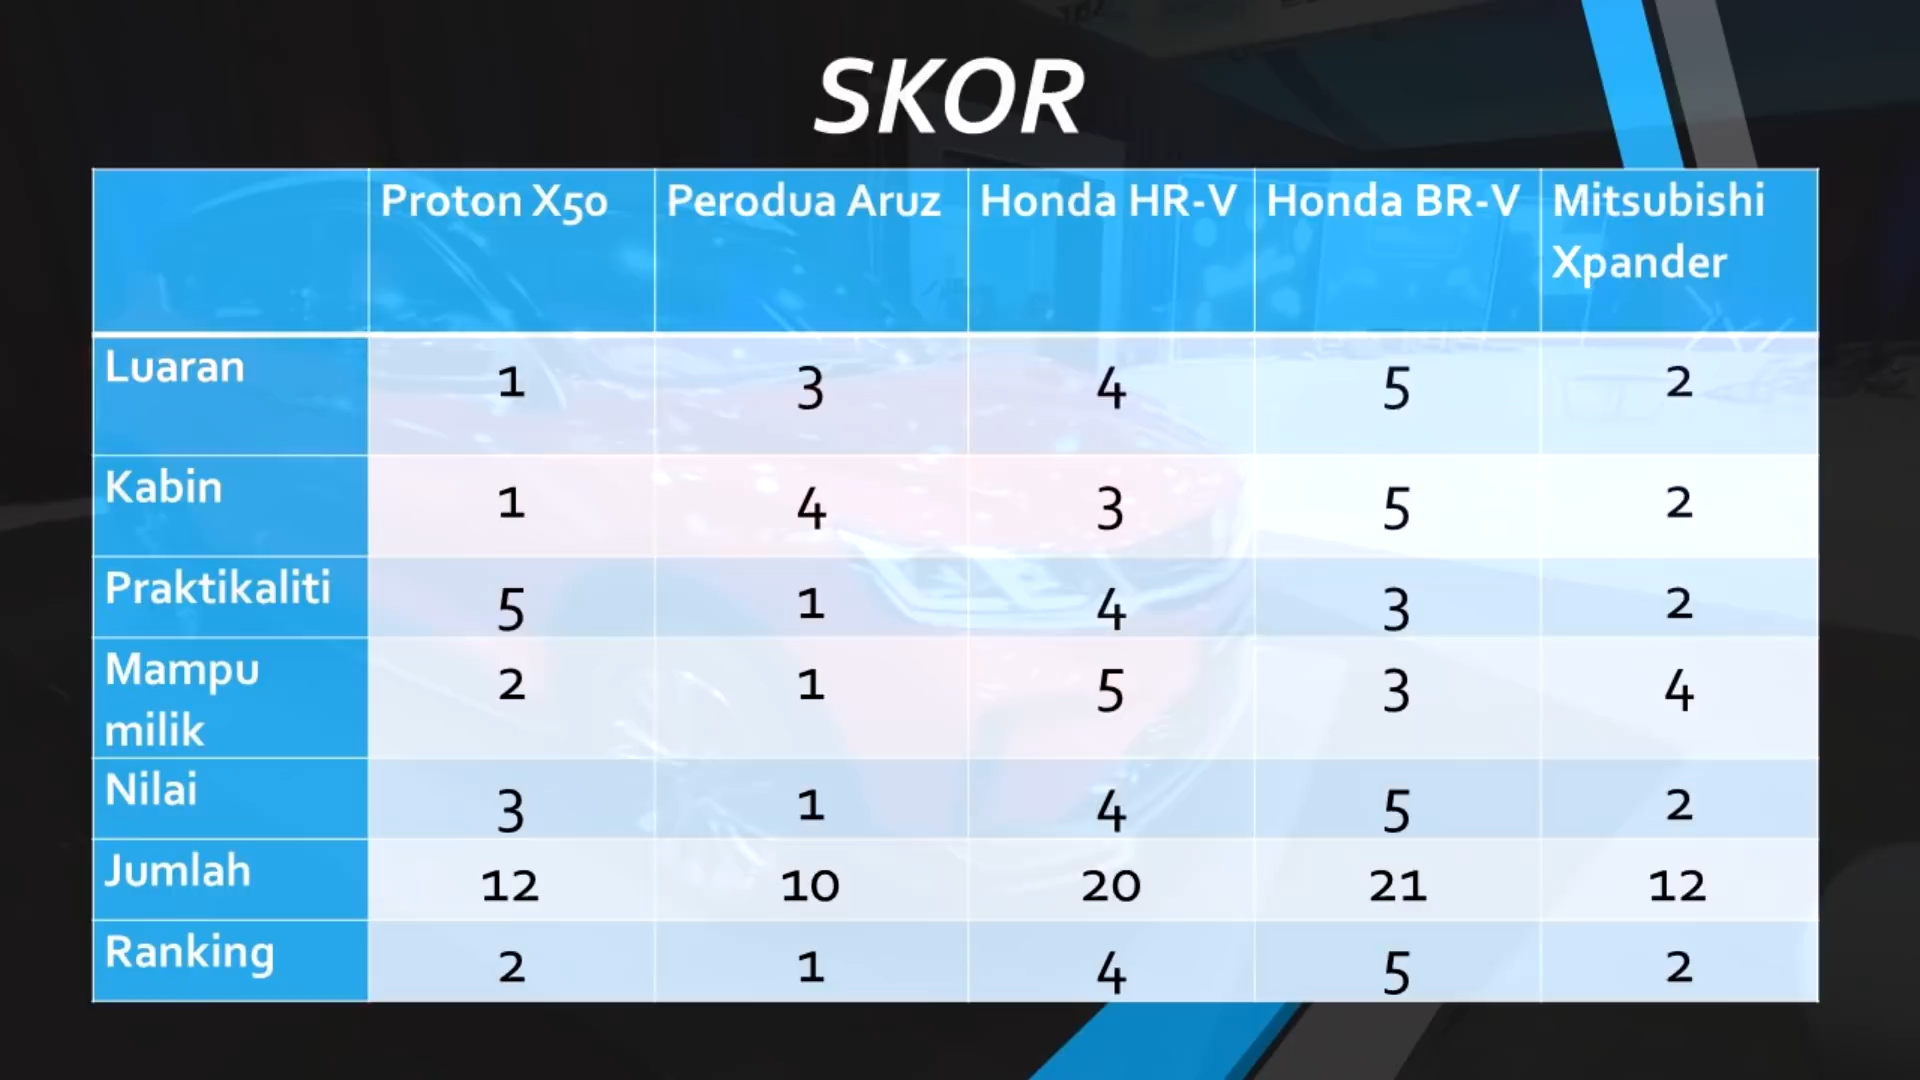 SKOR
Proton X50 Perodua Aruz Honda HR-V Honda BR-V Mitsubishi
Xpander
Luaran 1 3 4 5 2
Kabin 1 4 3 5 2
Praktikaliti 5 1 4 3 2
Mampu
milik 2 1 5 3 4
Nilai 3 1 4 5 2
Jumlah 12 10 20 21 12
Ranking 2 1 4 5 2